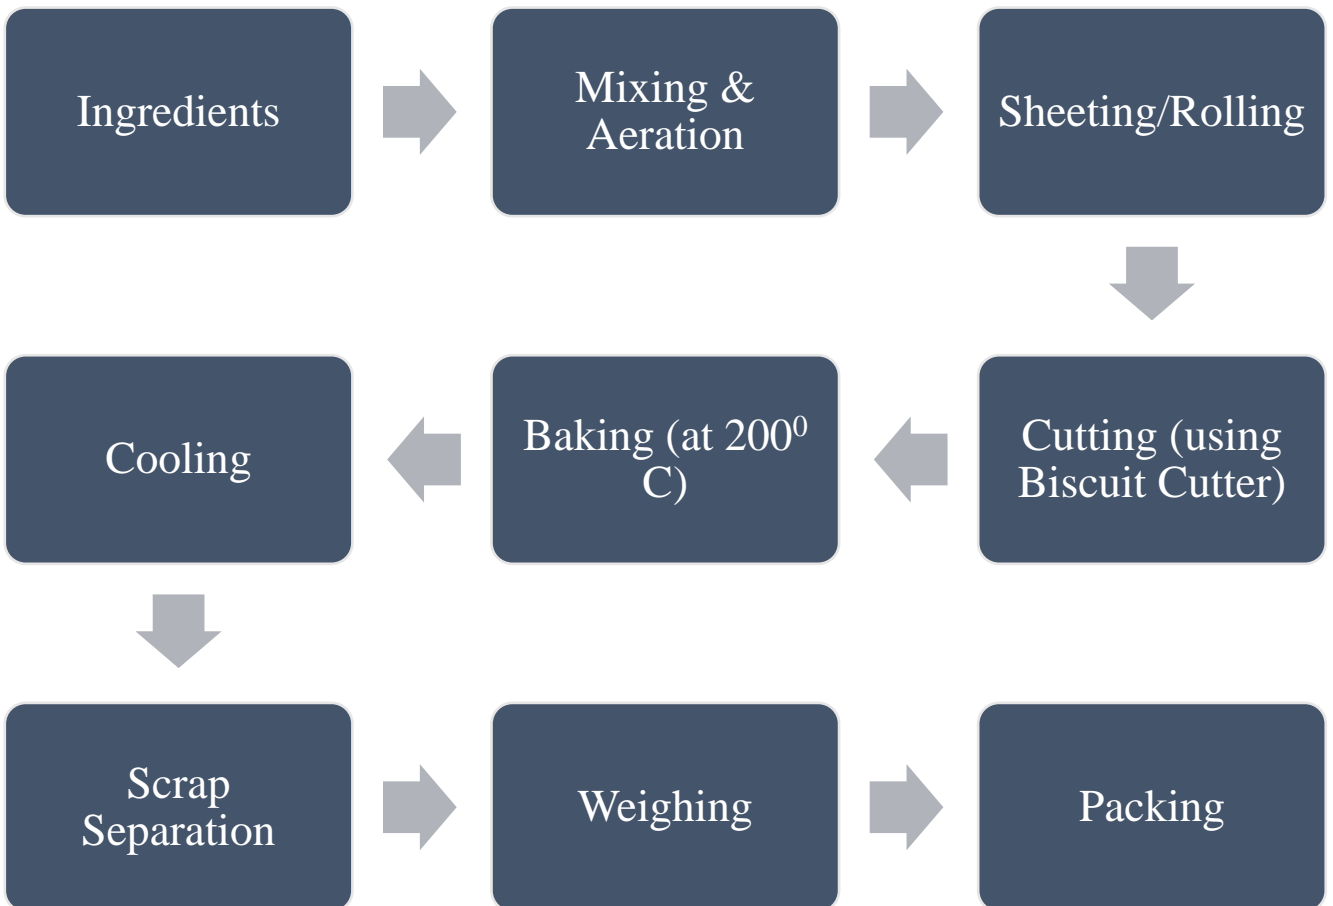 Ingredients
Mixing &
Aeration
Sheeting/Rolling
Cutting (using
Biscuit Cutter)
Baking (at 200⁰
C)
Cooling
Scrap
Separation
Weighing
Packing